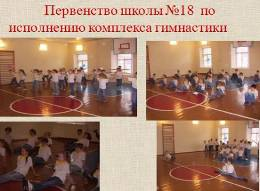 Первенство школы №18 по
исполнению комплекса гимнастики